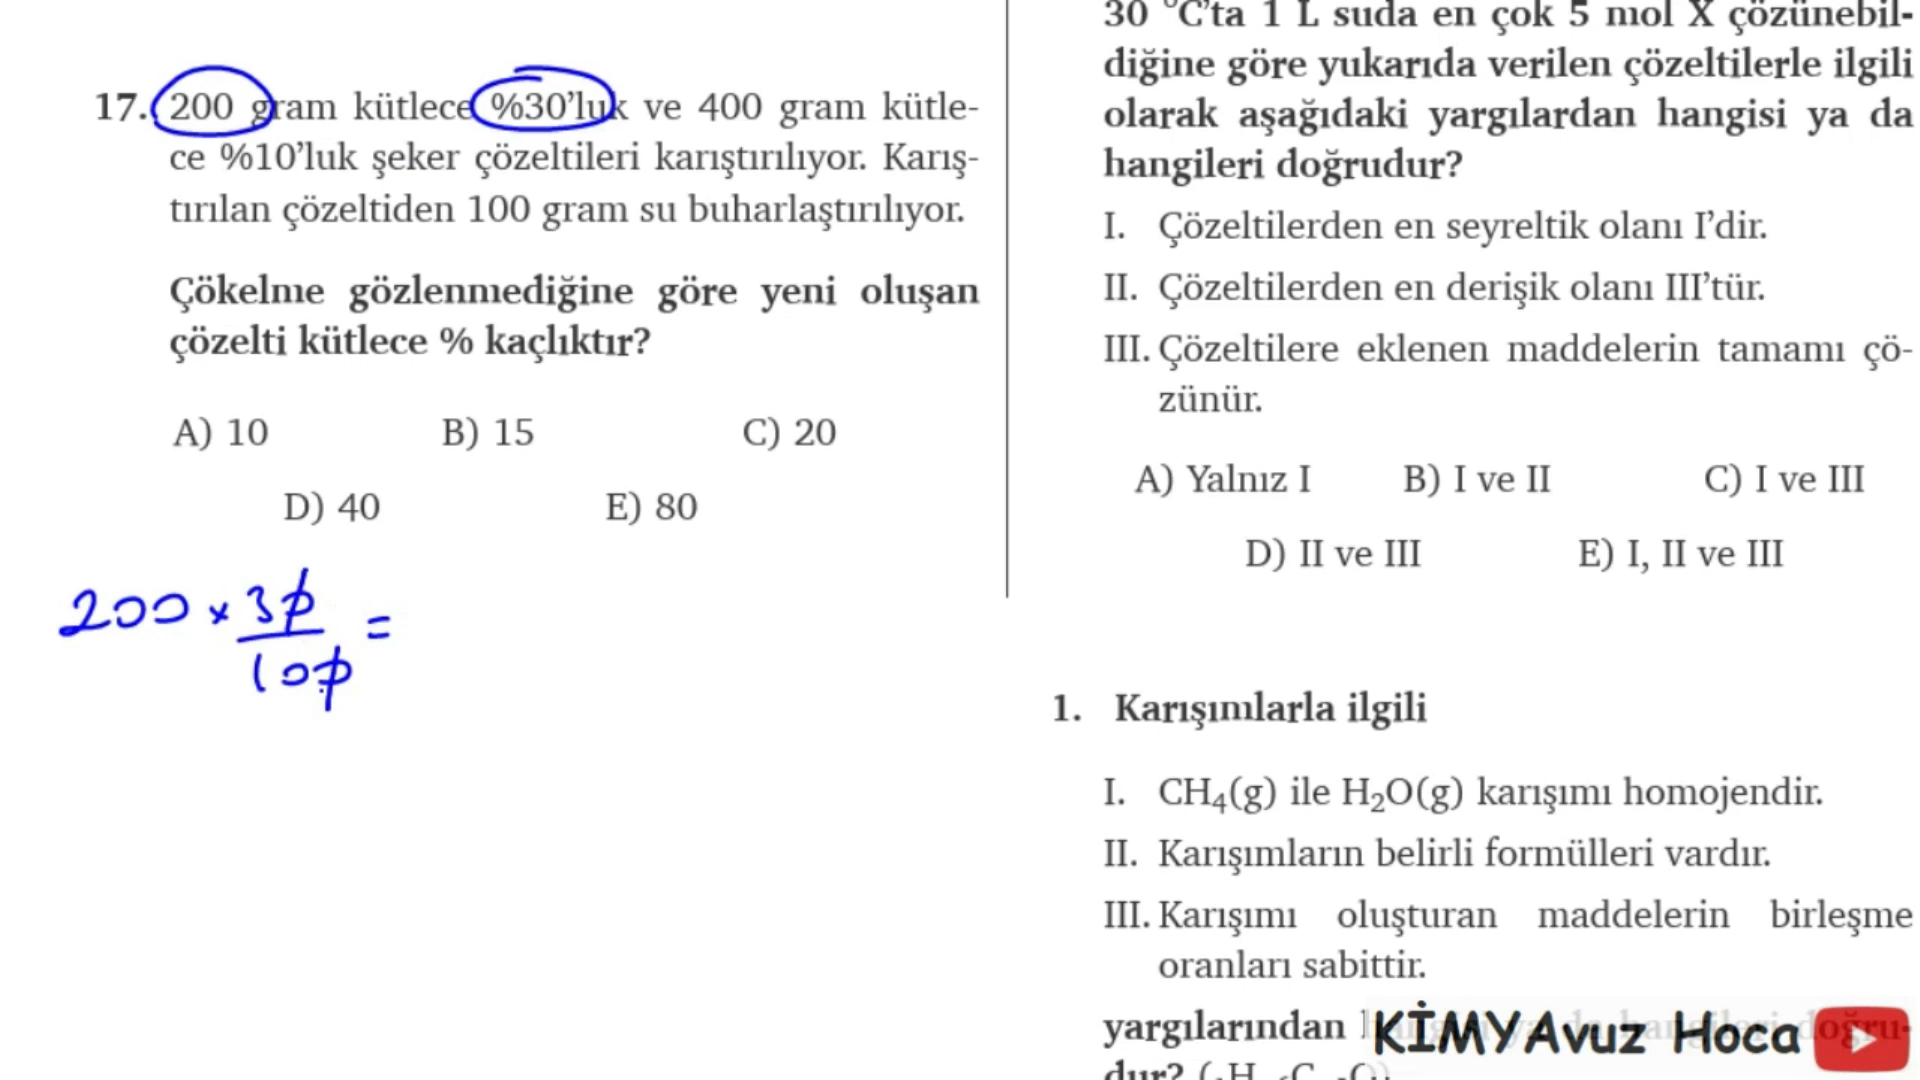 17. 200 gram kütlece %30'luk ve 400 gram kütle-
ce %10'luk şeker çözeltileri karıştırılıyor. Karış-
tırılan çözeltiden 100 gram su buharlaştırılıyor.
Çökelme gözlenmediğine göre yeni oluşan
çözelti kütlece % kaçlıktır?
A) 10 B) 15 C) 20
D) 40 E) 80
200 × 30
100 =
30 °C'ta 1 L suda en çok 5 mol X çözünebil-
diğine göre yukarıda verilen çözeltilerle ilgili
olarak aşağıdaki yargılardan hangisi ya da
hangileri doğrudur?
I. Çözeltilerden en seyreltik olanı I'dir.
II. Çözeltilerden en derişik olanı III'tür.
III. Çözeltilere eklenen maddelerin tamamı çö-
zünür.
A) Yalnız I B) I ve II C) I ve III
D) II ve III E) I, II ve III
1. Karışımlarla ilgili
I. CH₄(g) ile H₂O(g) karışımı homojendir.
II. Karışımların belirli formülleri vardır.
III. Karışımı oluşturan maddelerin birleşme
oranları sabittir.
yargılarından hangisi ya da hangileri doğru-
dur?
KİMYAvuz Hoca